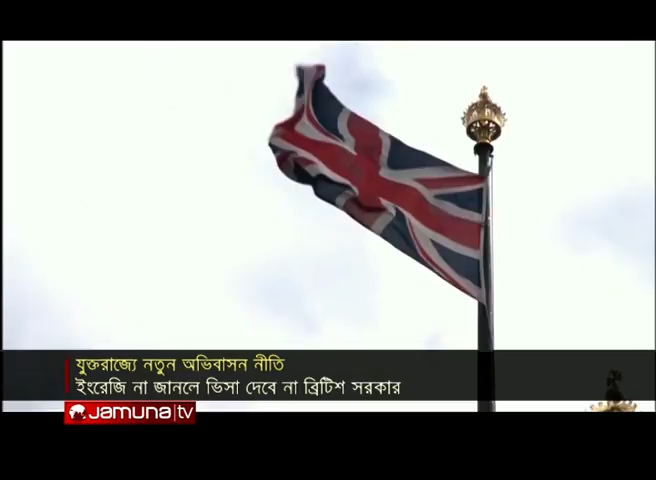 যুক্তরাজ্যে নতুন অভিবাসন নীতি
ইংরেজি না জানলে ভিসা দেবে না ব্রিটিশ সরকার
JAMUNA|tv